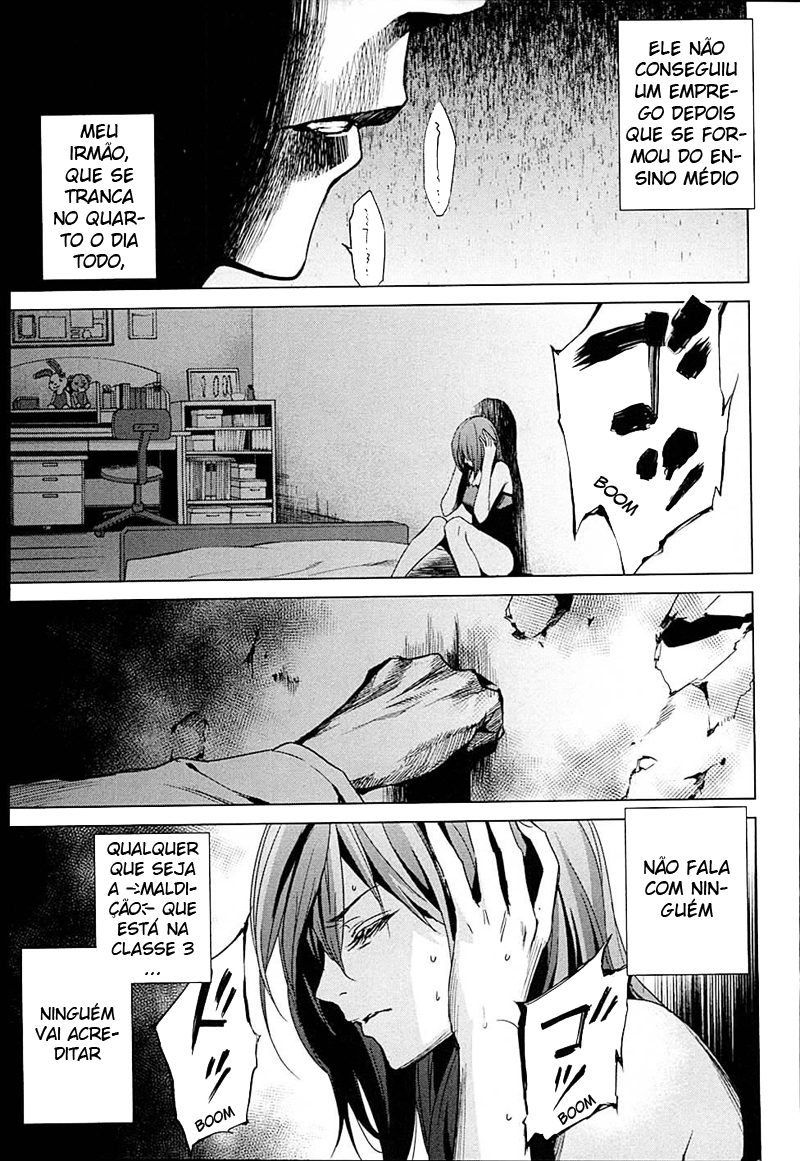 ELE NÃO
CONSEGUIU
UM EMPRE-
GO DEPOIS
QUE SE FOR-
MOU DO EN-
SINO MÉDIO
MEU
IRMÃO,
QUE SE
TRANCA
NO QUAR-
TO O DIA
TODO,
BOOM
NÃO FALA
COM NIN-
GUÉM
QUALQUER
QUE SEJA
A -MALDI-
ÇÃO- QUE
ESTÁ NA
CLASSE 3
...
NINGUÉM
VAI ACRE-
DITAR
ゴ
BOOM
ド
BOOM